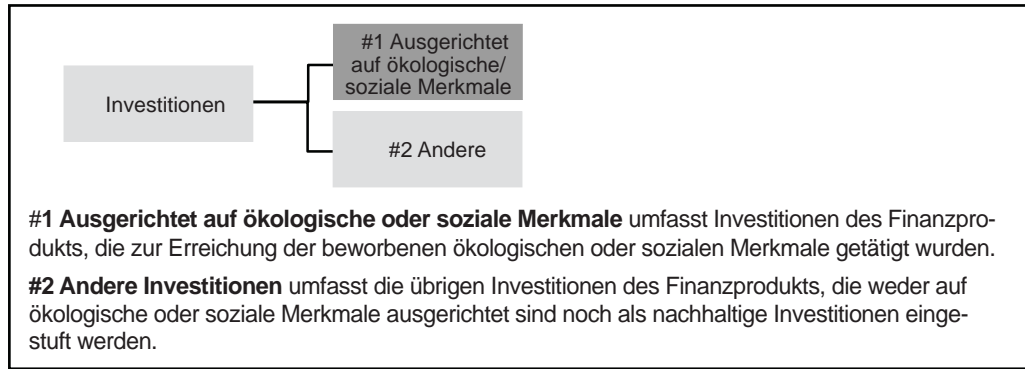 #1 Ausgerichtet
auf ökologische/
soziale Merkmale
Investitionen
#2 Andere
#1 Ausgerichtet auf ökologische oder soziale Merkmale umfasst Investitionen des Finanzpro-
dukts, die zur Erreichung der beworbenen ökologischen oder sozialen Merkmale getätigt wurden.
#2 Andere Investitionen umfasst die übrigen Investitionen des Finanzprodukts, die weder auf
ökologische oder soziale Merkmale ausgerichtet sind noch als nachhaltige Investitionen einge-
stuft werden.